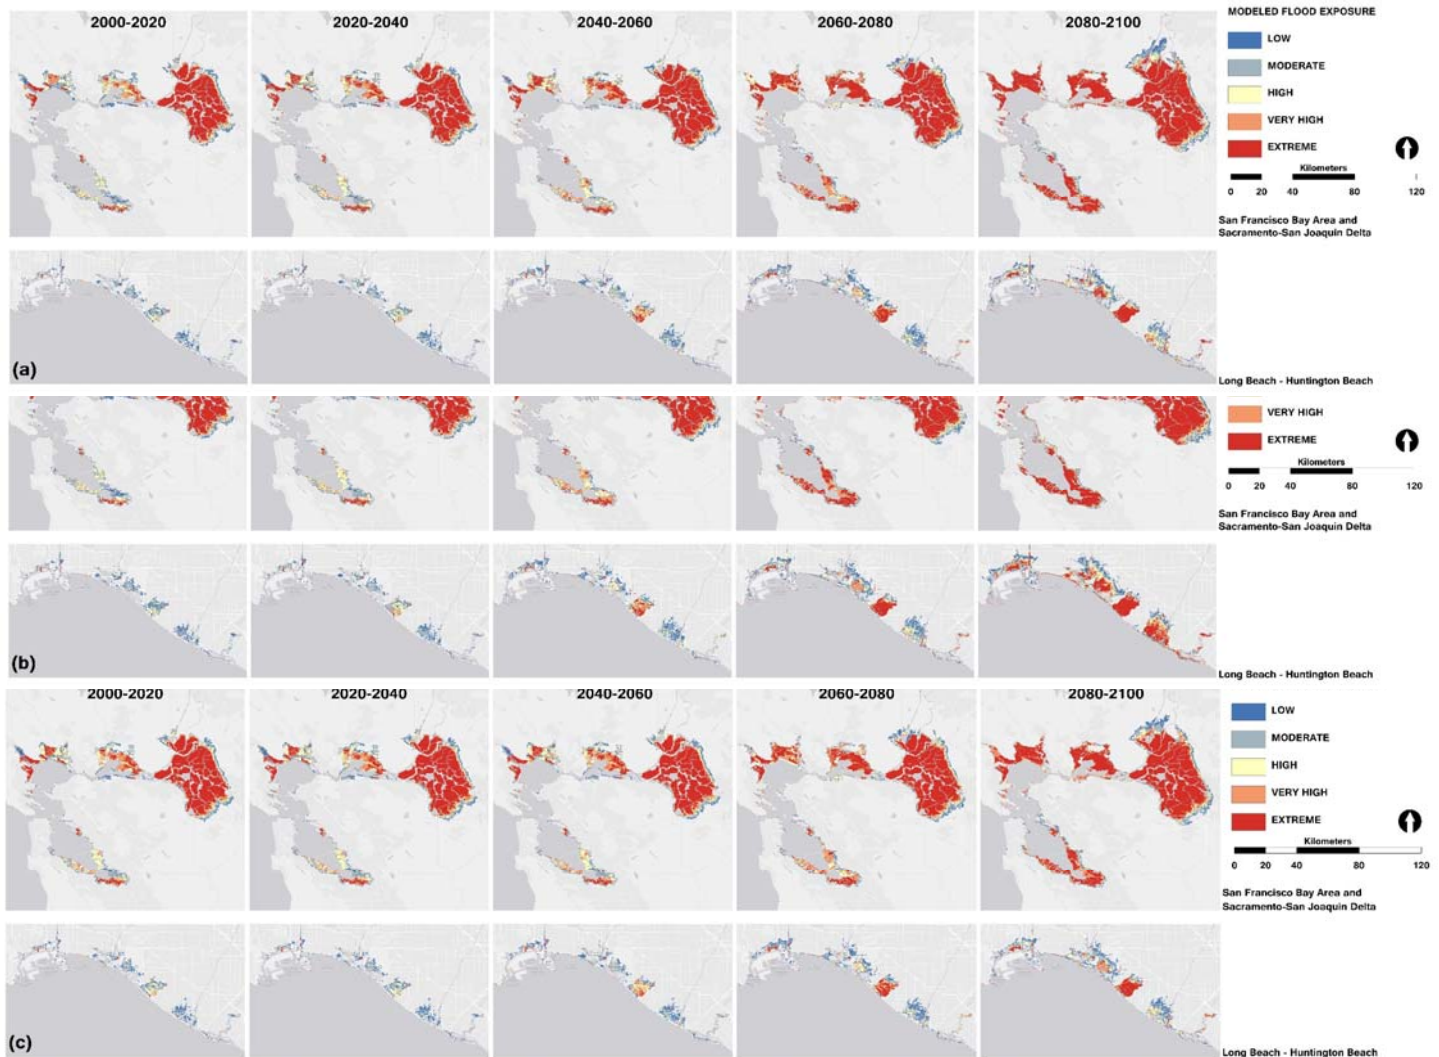 2000-2020 2020-2040 2040-2060 2060-2080 2080-2100
MODELED FLOOD EXPOSURE
LOW
MODERATE
HIGH
VERY HIGH
EXTREME
Kilometers
0 20 40 80 120
San Francisco Bay Area and
Sacramento-San Joaquin Delta
(a)
Long Beach - Huntington Beach
VERY HIGH
EXTREME
Kilometers
0 20 40 80 120
San Francisco Bay Area and
Sacramento-San Joaquin Delta
(b)
Long Beach - Huntington Beach
2000-2020 2020-2040 2040-2060 2060-2080 2080-2100
LOW
MODERATE
HIGH
VERY HIGH
EXTREME
Kilometers
0 20 40 80 120
San Francisco Bay Area and
Sacramento-San Joaquin Delta
(c)
Long Beach - Huntington Beach